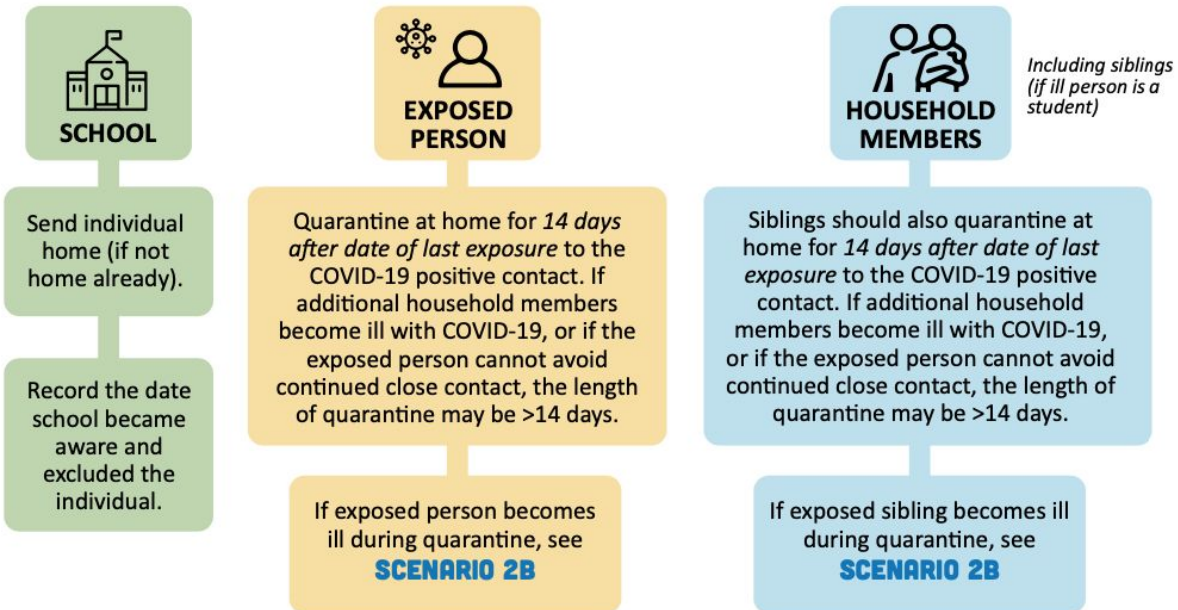 SCHOOL
Send individual
home (if not
home already).
Record the date
school became
aware and
excluded the
individual.
EXPOSED
PERSON
Quarantine at home for 14 days
after date of last exposure to the
COVID-19 positive contact. If
additional household members
become ill with COVID-19, or if the
exposed person cannot avoid
continued close contact, the length
of quarantine may be >14 days.
If exposed person becomes
ill during quarantine, see
SCENARIO 2B
HOUSEHOLD
MEMBERS
Including siblings
(if ill person is a
student)
Siblings should also quarantine at
home for 14 days after date of last
exposure to the COVID-19 positive
contact. If additional household
members become ill with COVID-19,
or if the exposed person cannot avoid
continued close contact, the length of
quarantine may be >14 days.
If exposed sibling becomes ill
during quarantine, see
SCENARIO 2B